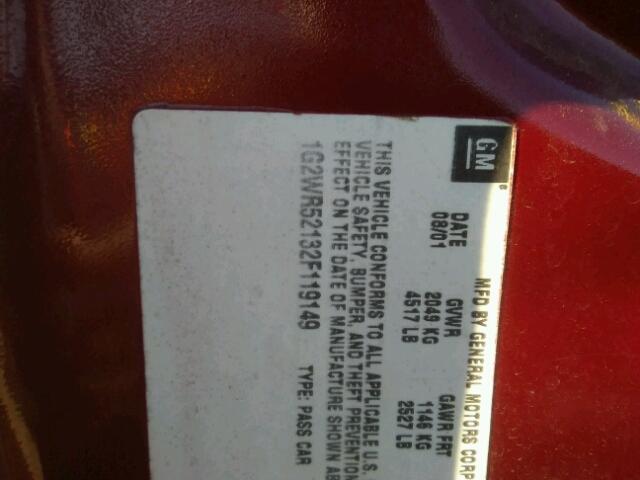 GM
MFD BY GENERAL MOTORS CORP
DATE GVWR GAWR FRT
08/01 2049 KG 1146 KG
4517 LB 2527 LB
THIS VEHICLE CONFORMS TO ALL APPLICABLE U.S.
VEHICLE SAFETY, BUMPER, AND THEFT PREVENTION
EFFECT ON THE DATE OF MANUFACTURE SHOWN AB
1G2WR52132F119149 TYPE: PASS CAR